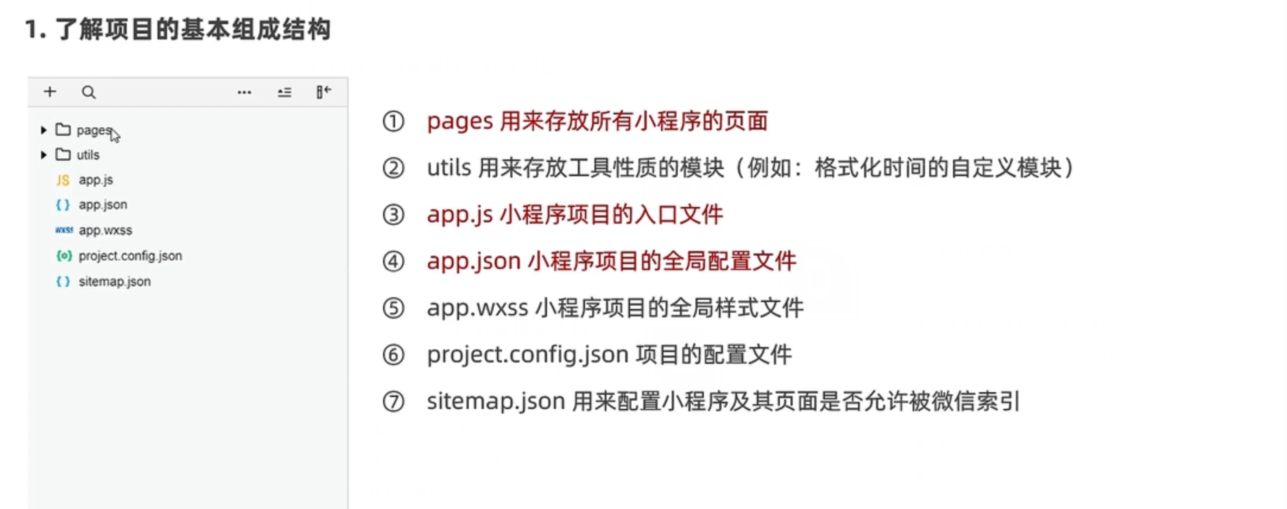 1. 了解项目的基本组成结构
pages
utils
JS app.js
{ } app.json
wxss app.wxss
{o} project.config.json
{ } sitemap.json
① pages 用来存放所有小程序的页面
② utils 用来存放工具性质的模块（例如：格式化时间的自定义模块）
③ app.js 小程序项目的入口文件
④ app.json 小程序项目的全局配置文件
⑤ app.wxss 小程序项目的全局样式文件
⑥ project.config.json 项目的配置文件
⑦ sitemap.json 用来配置小程序及其页面是否允许被微信索引